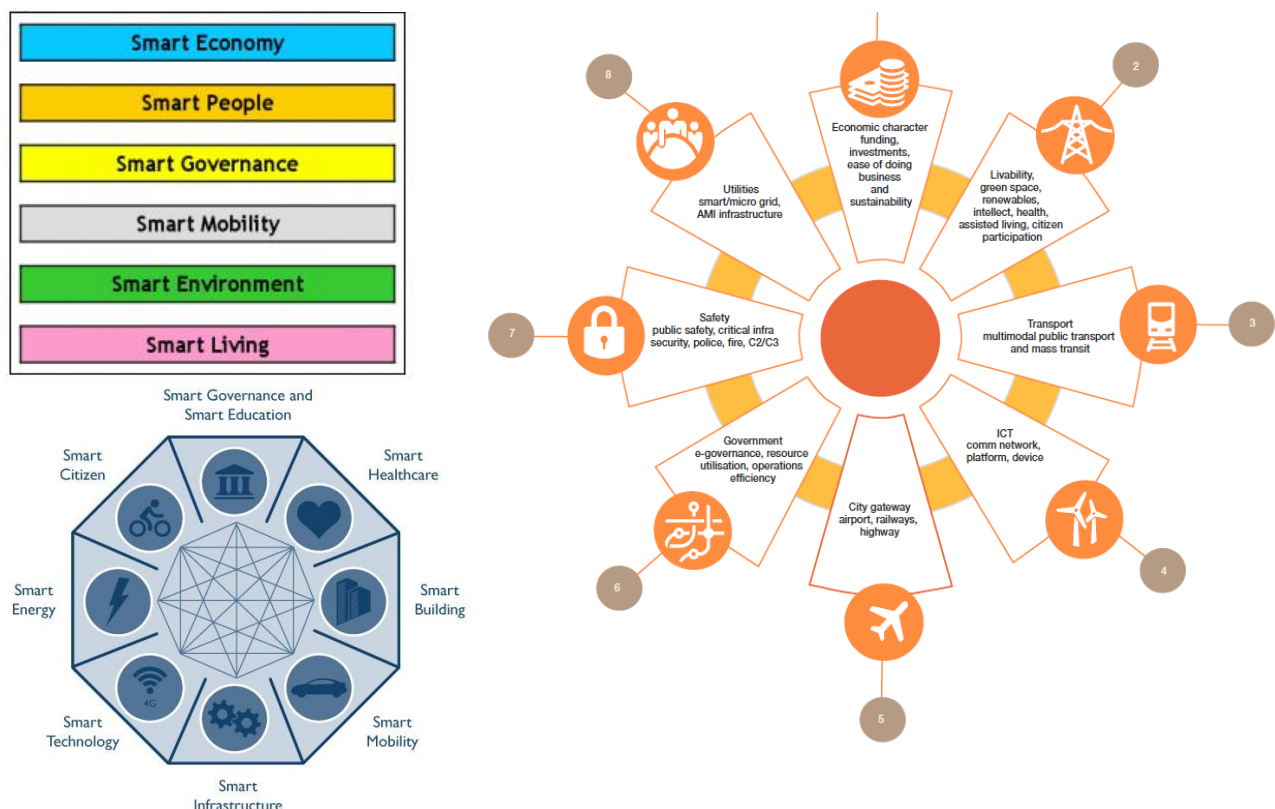 Smart Economy
Smart People
Smart Governance
Smart Mobility
Smart Environment
Smart Living
Smart Governance and
Smart Education
Smart
Citizen
Smart
Healthcare
Smart
Energy
Smart
Building
4G
Smart
Technology
Smart
Mobility
Smart
Infrastructure
Economic character
funding,
investments,
ease of doing
business
and
sustainability
2
Livability,
green space,
renewables,
intellect, health,
assisted living, citizen
participation
3
Transport
multimodal public transport
and mass transit
4
ICT
comm network,
platform, device
5
City gateway
airport, railways,
highway
6
Government
e-governance, resource
utilisation, operations
efficiency
7
Safety
public safety, critical infra
security, police, fire, C2/C3
8
Utilities
smart/micro grid,
AMI infrastructure